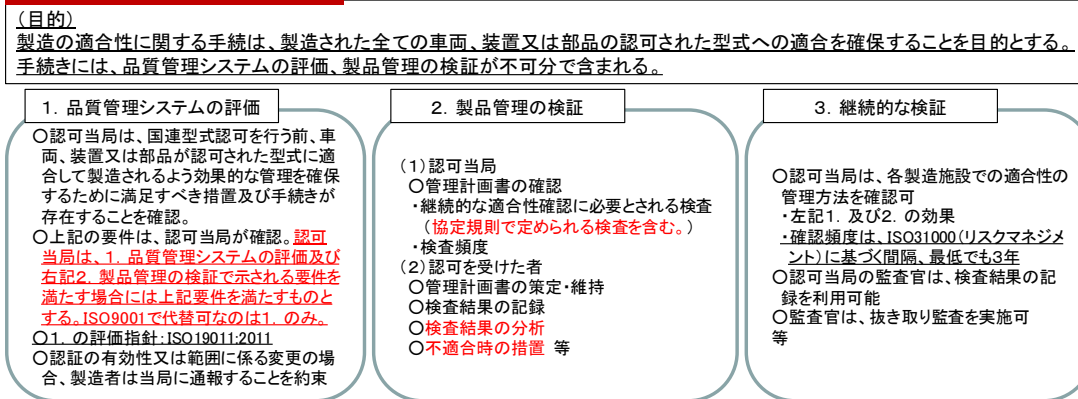 （目的）
製造の適合性に関する手続は、製造された全ての車両、装置又は部品の認可された型式への適合を確保することを目的とする。
手続きには、品質管理システムの評価、製品管理の検証が不可分で含まれる。
１．品質管理システムの評価
○認可当局は、国連型式認可を行う前、車
両、装置又は部品が認可された型式に適
合して製造されるよう効果的な管理を確保
するために満足すべき措置及び手続きが
存在することを確認。
○上記の要件は、認可当局が確認。認可
当局は、１．品質管理システムの評価及び
右記２．製品管理の検証で示される要件を
満たす場合には上記要件を満たすものと
する。ISO9001で代替可なのは１．のみ。
○１．の評価指針：ISO19011:2011
○認証の有効性又は範囲に係る変更の場
合、製造者は当局に通報することを約束
２．製品管理の検証
（１）認可当局
○管理計画書の確認
・継続的な適合性確認に必要とされる検査
（協定規則で定められる検査を含む。）
・検査頻度
（２）認可を受けた者
○管理計画書の策定・維持
○検査結果の記録
○検査結果の分析
○不適合時の措置 等
３．継続的な検証
○認可当局は、各製造施設での適合性の
管理方法を確認可
・左記１．及び２．の効果
・確認頻度は、ISO31000（リスクマネジメ
ント）に基づく間隔、最低でも3年
○認可当局の監査官は、検査結果の記
録を利用可能
○監査官は、抜き取り監査を実施可
等